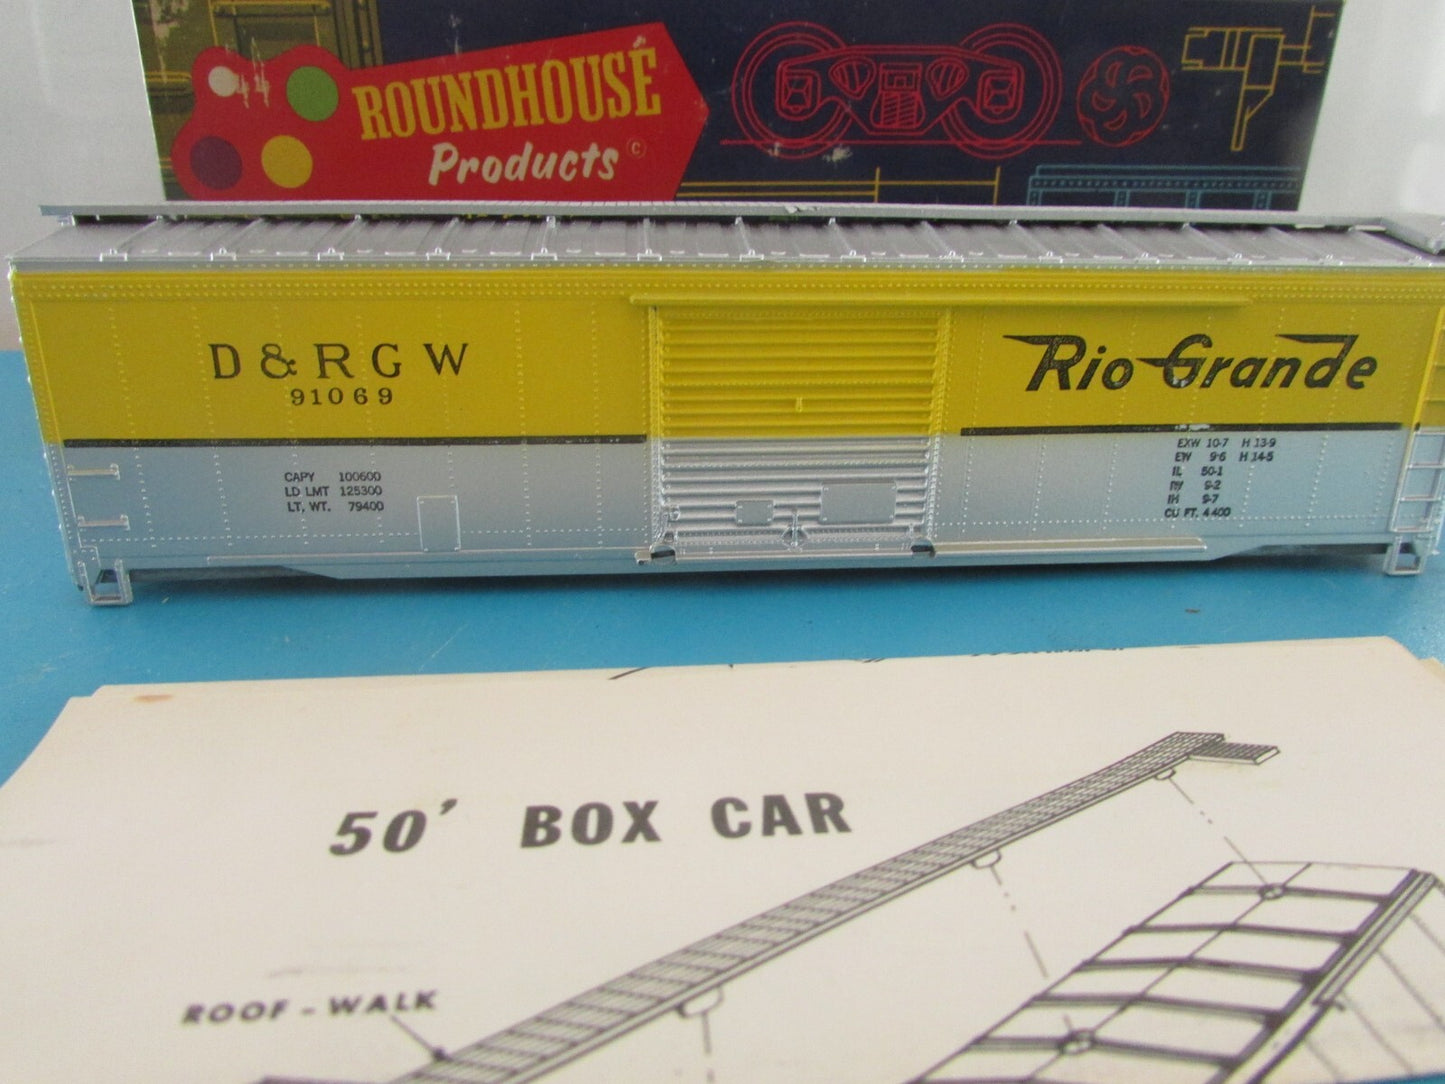 ROUNDHOUSE
Products ©
D & R G W
91069
Rio Grande
CAPY 100600
LD LMT 125300
LT. WT. 79400
EXW 10-7 H 13-9
EW 9-6 H 14-5
IL 50-1
IW 9-2
IH 9-7
CU FT. 4400
50' BOX CAR
ROOF-WALK